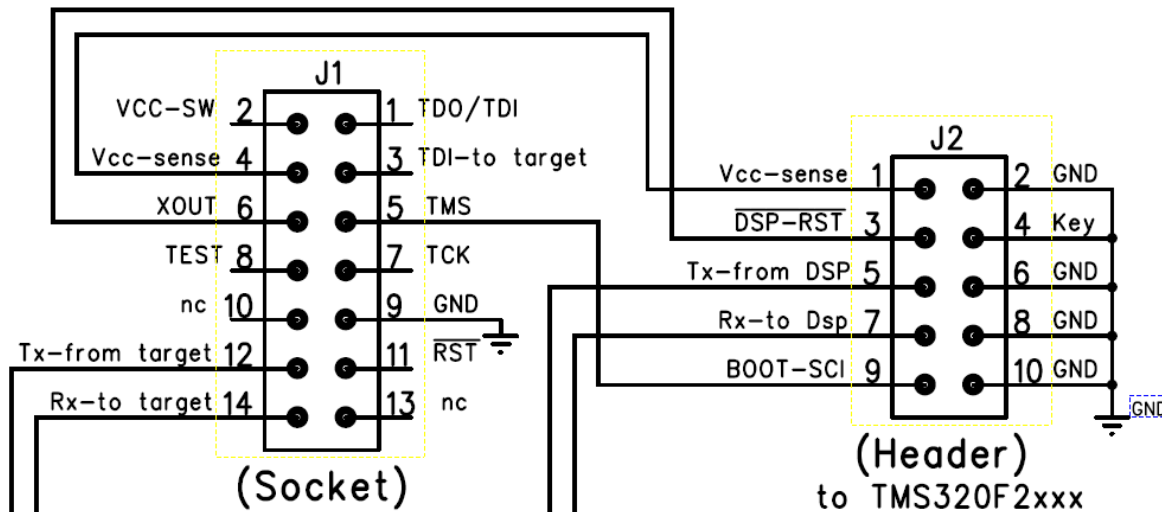 J1
VCC-SW 2 1 TDO/TDI
Vcc-sense 4 3 TDI-to target
XOUT 6 5 TMS
TEST 8 7 TCK
nc 10 9 GND
Tx-from target 12 11 RST
Rx-to target 14 13 nc
(Socket)
J2
Vcc-sense 1 2 GND
DSP-RST 3 4 Key
Tx-from DSP 5 6 GND
Rx-to Dsp 7 8 GND
BOOT-SCI 9 10 GND
GND
(Header)
to TMS320F2xxx